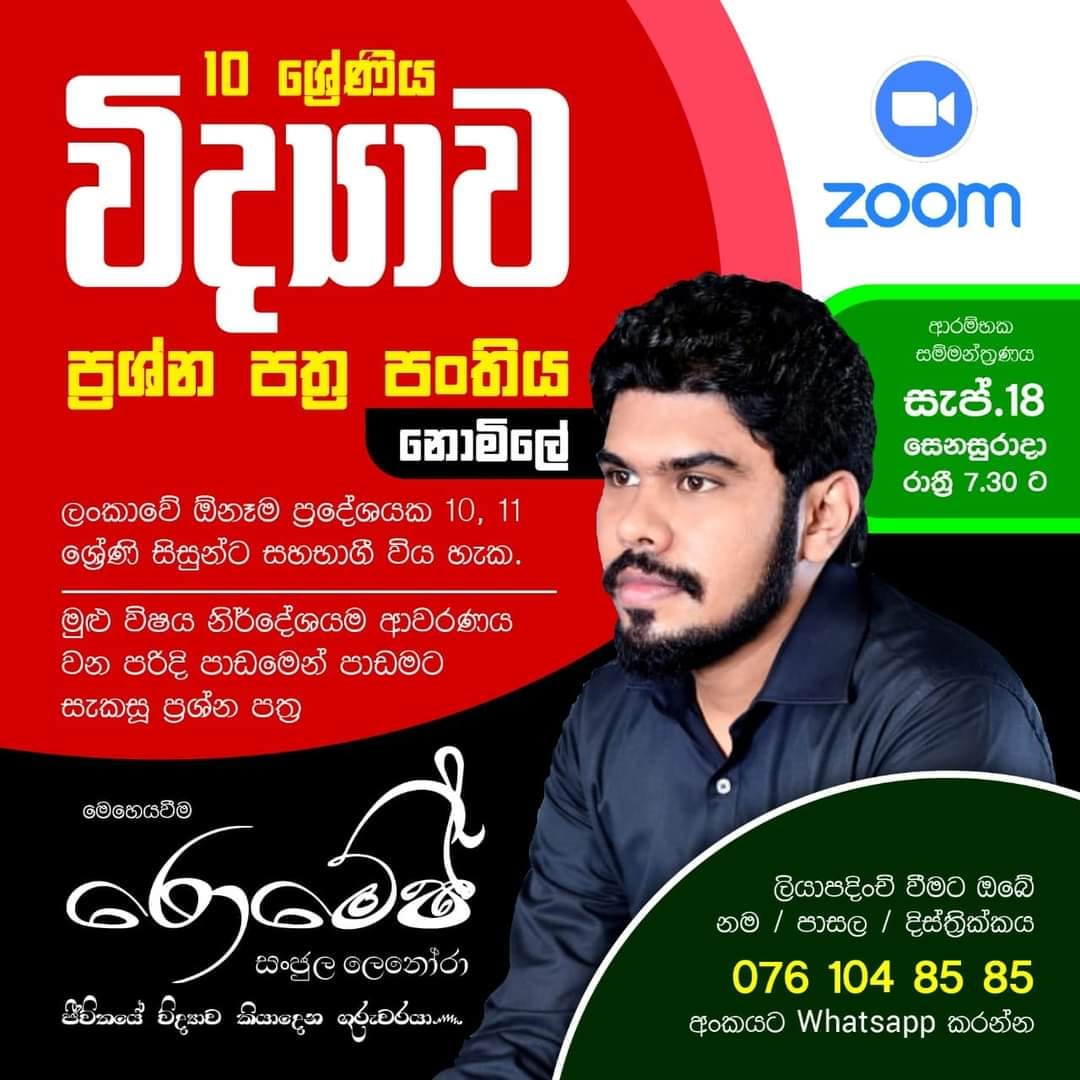 10 ශ්‍රේණිය
විද්‍යාව
ප්‍රශ්න පත්‍ර පංතිය
නොමිලේ
ලංකාවේ ඕනෑම ප්‍රදේශයක 10, 11
ශ්‍රේණි සිසුන්ට සහභාගී විය හැක.
මුළු විෂය නිර්දේශයම ආවරණය
වන පරිදි පාඩමෙන් පාඩමට
සැකසූ ප්‍රශ්න පත්‍ර
zoom
ආරම්භක
සම්මන්ත්‍රණය
සැප්.18
සෙනසුරාදා
රාත්‍රී 7.30 ට
මෙහෙයවීම
රොමේෂ්
සංජුල ලෙනෝරා
ජීවිතයේ විද්‍යාව කියාදෙන ගුරුවරයා...
ලියාපදිංචි වීමට ඔබේ
නම / පාසල / දිස්ත්‍රික්කය
076 104 85 85
අංකයට Whatsapp කරන්න